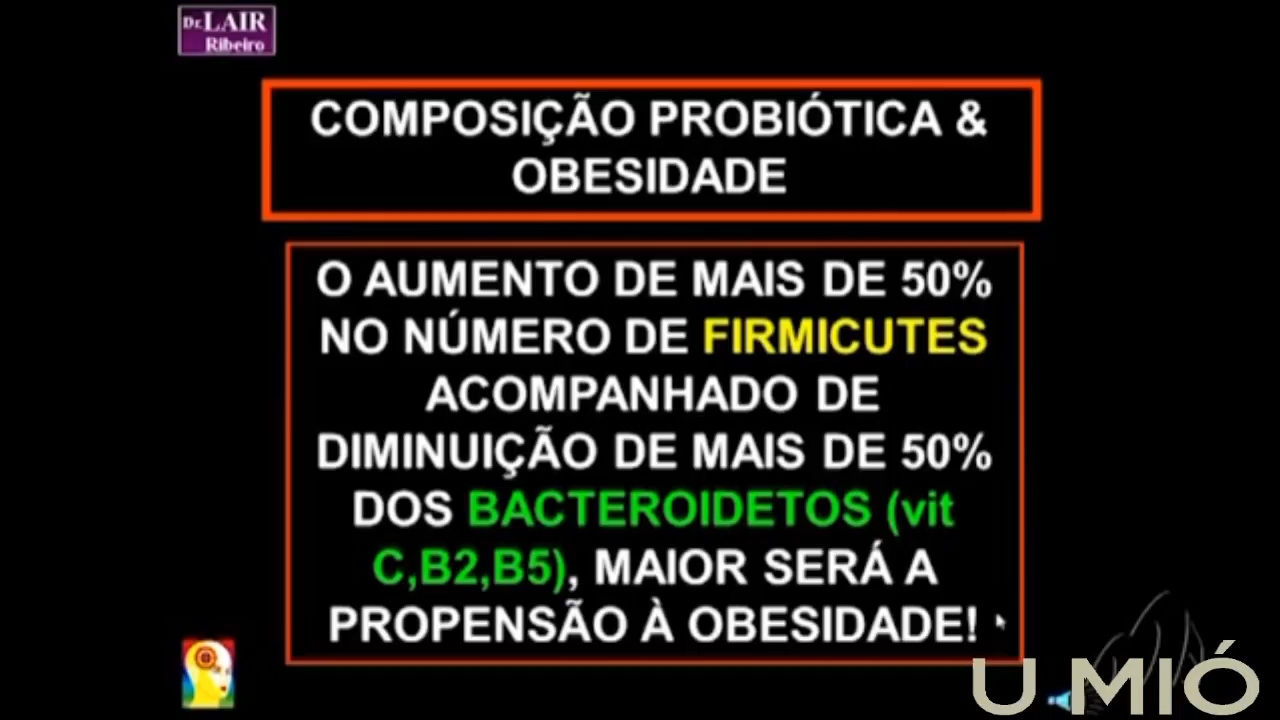 Dr. LAIR
Ribeiro
COMPOSIÇÃO PROBIÓTICA &
OBESIDADE
O AUMENTO DE MAIS DE 50%
NO NÚMERO DE FIRMICUTES
ACOMPANHADO DE
DIMINUIÇÃO DE MAIS DE 50%
DOS BACTEROIDETOS (vit
C,B2,B5), MAIOR SERÁ A
PROPENSÃO À OBESIDADE!
U MIÓ